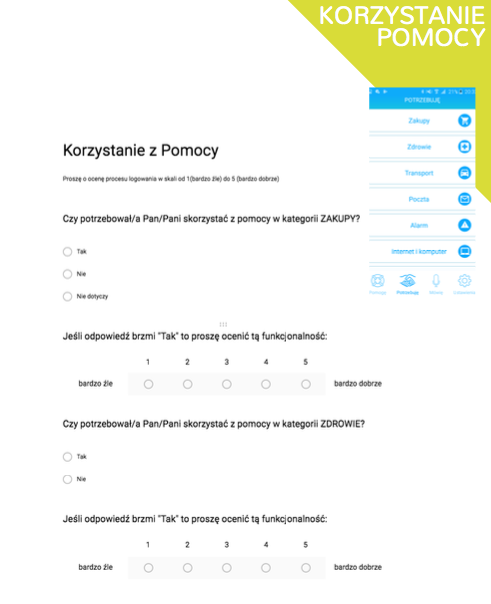 KORZYSTANIE
POMOCY
POTRZEBUJĘ
Zakupy
Zdrowie
Transport
Poczta
Alarm
Internet i komputer
Potrzebuję
Korzystanie z Pomocy
Proszę o ocenę procesu logowania w skali od 1(bardzo źle) do 5 (bardzo dobrze)
Czy potrzebował/a Pan/Pani skorzystać z pomocy w kategorii ZAKUPY?
Tak
Nie
Nie dotyczy
Jeśli odpowiedź brzmi "Tak" to proszę ocenić tą funkcjonalność:
1 2 3 4 5
bardzo źle bardzo dobrze
Czy potrzebował/a Pan/Pani skorzystać z pomocy w kategorii ZDROWIE?
Tak
Nie
Jeśli odpowiedź brzmi "Tak" to proszę ocenić tą funkcjonalność:
1 2 3 4 5
bardzo źle bardzo dobrze